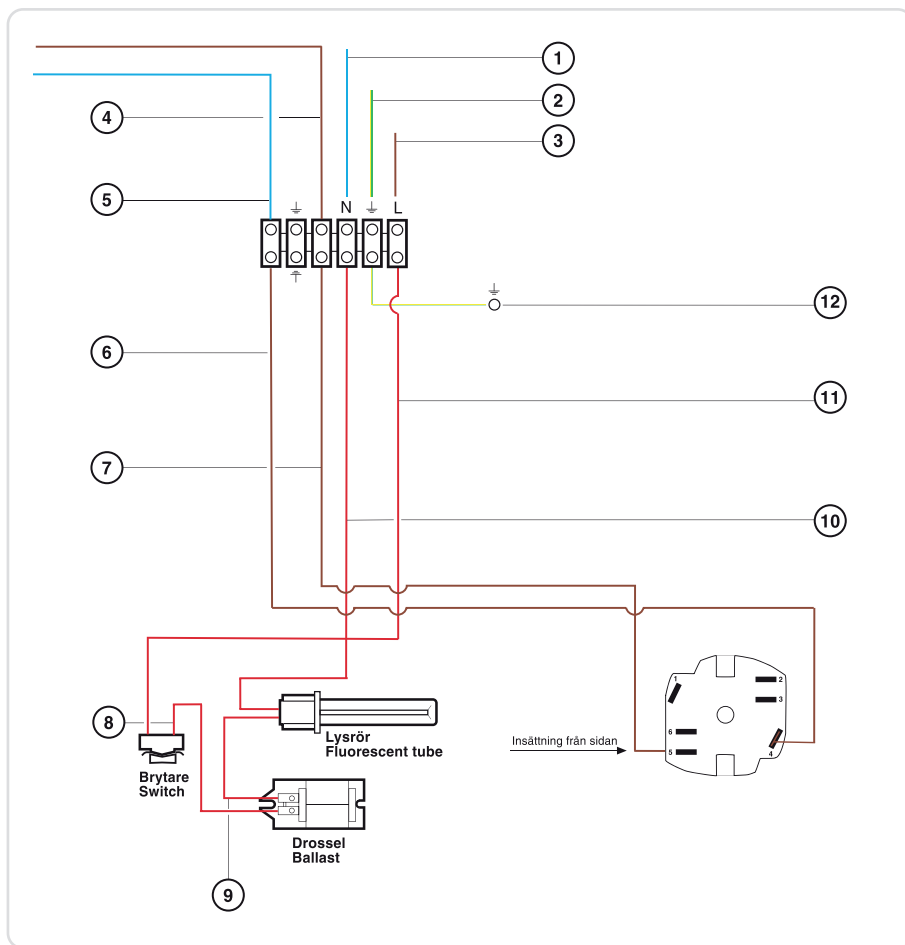 1
2
4
3
5
N
L
12
6
11
7
10
1
2
3
6
5
4
8
Lysrör
Fluorescent tube
Insättning från sidan
Brytare
Switch
Drossel
Ballast
9